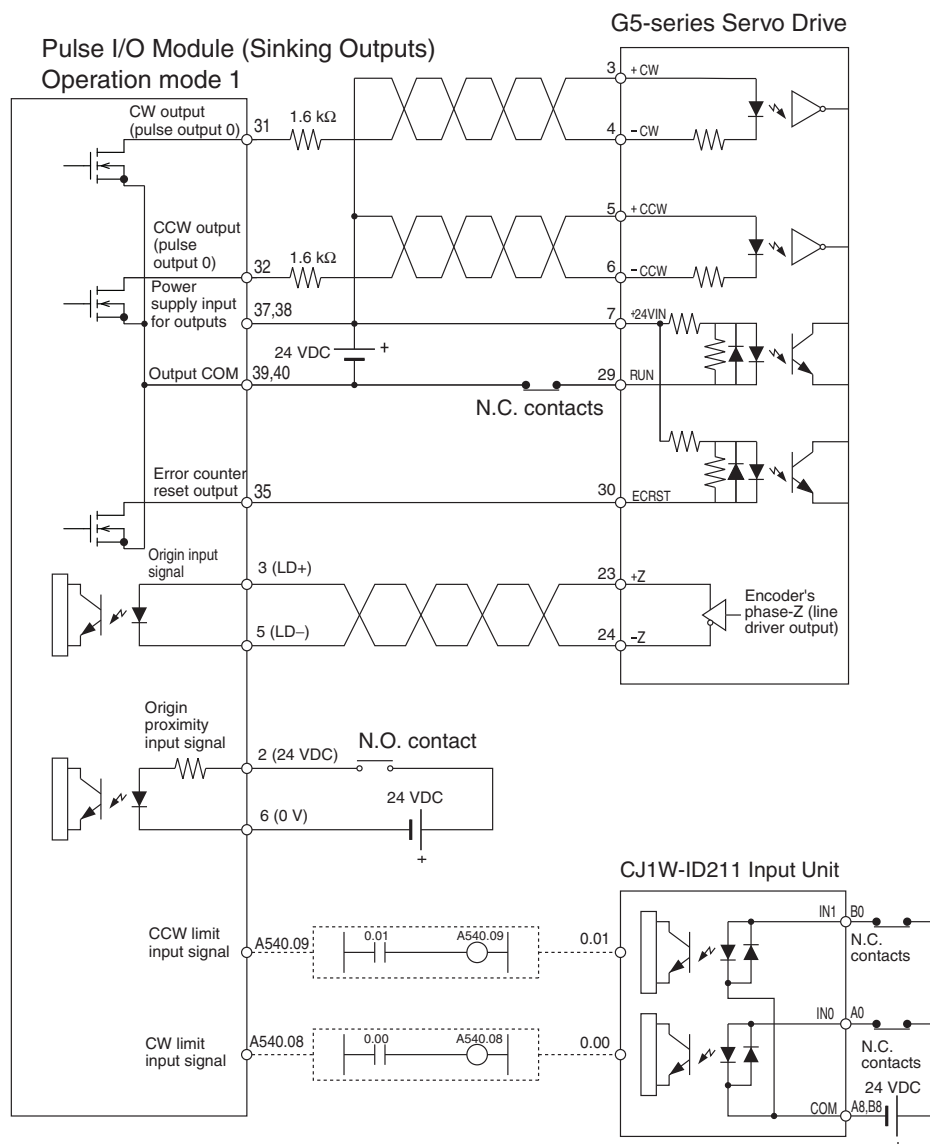 G5-series Servo Drive
Pulse I/O Module (Sinking Outputs)
Operation mode 1
CW output
(pulse output 0)
31
1.6 kΩ
3
+CW
4
−CW
CCW output
(pulse
output 0)
32
1.6 kΩ
5
+CCW
6
−CCW
Power
supply input
for outputs
37,38
7
+24VIN
24 VDC
+
Output COM
39,40
29
RUN
N.C. contacts
Error counter
reset output
35
30
ECRST
Origin input
signal
3 (LD+)
23
+Z
5 (LD−)
24
−Z
Encoder's
phase-Z (line
driver output)
Origin
proximity
input signal
2 (24 VDC)
N.O. contact
24 VDC
6 (0 V)
+
CJ1W-ID211 Input Unit
CCW limit
input signal
A540.09
0.01
A540.09
0.01
IN1
B0
N.C.
contacts
CW limit
input signal
A540.08
0.00
A540.08
0.00
IN0
A0
N.C.
contacts
24 VDC
COM
A8,B8
+